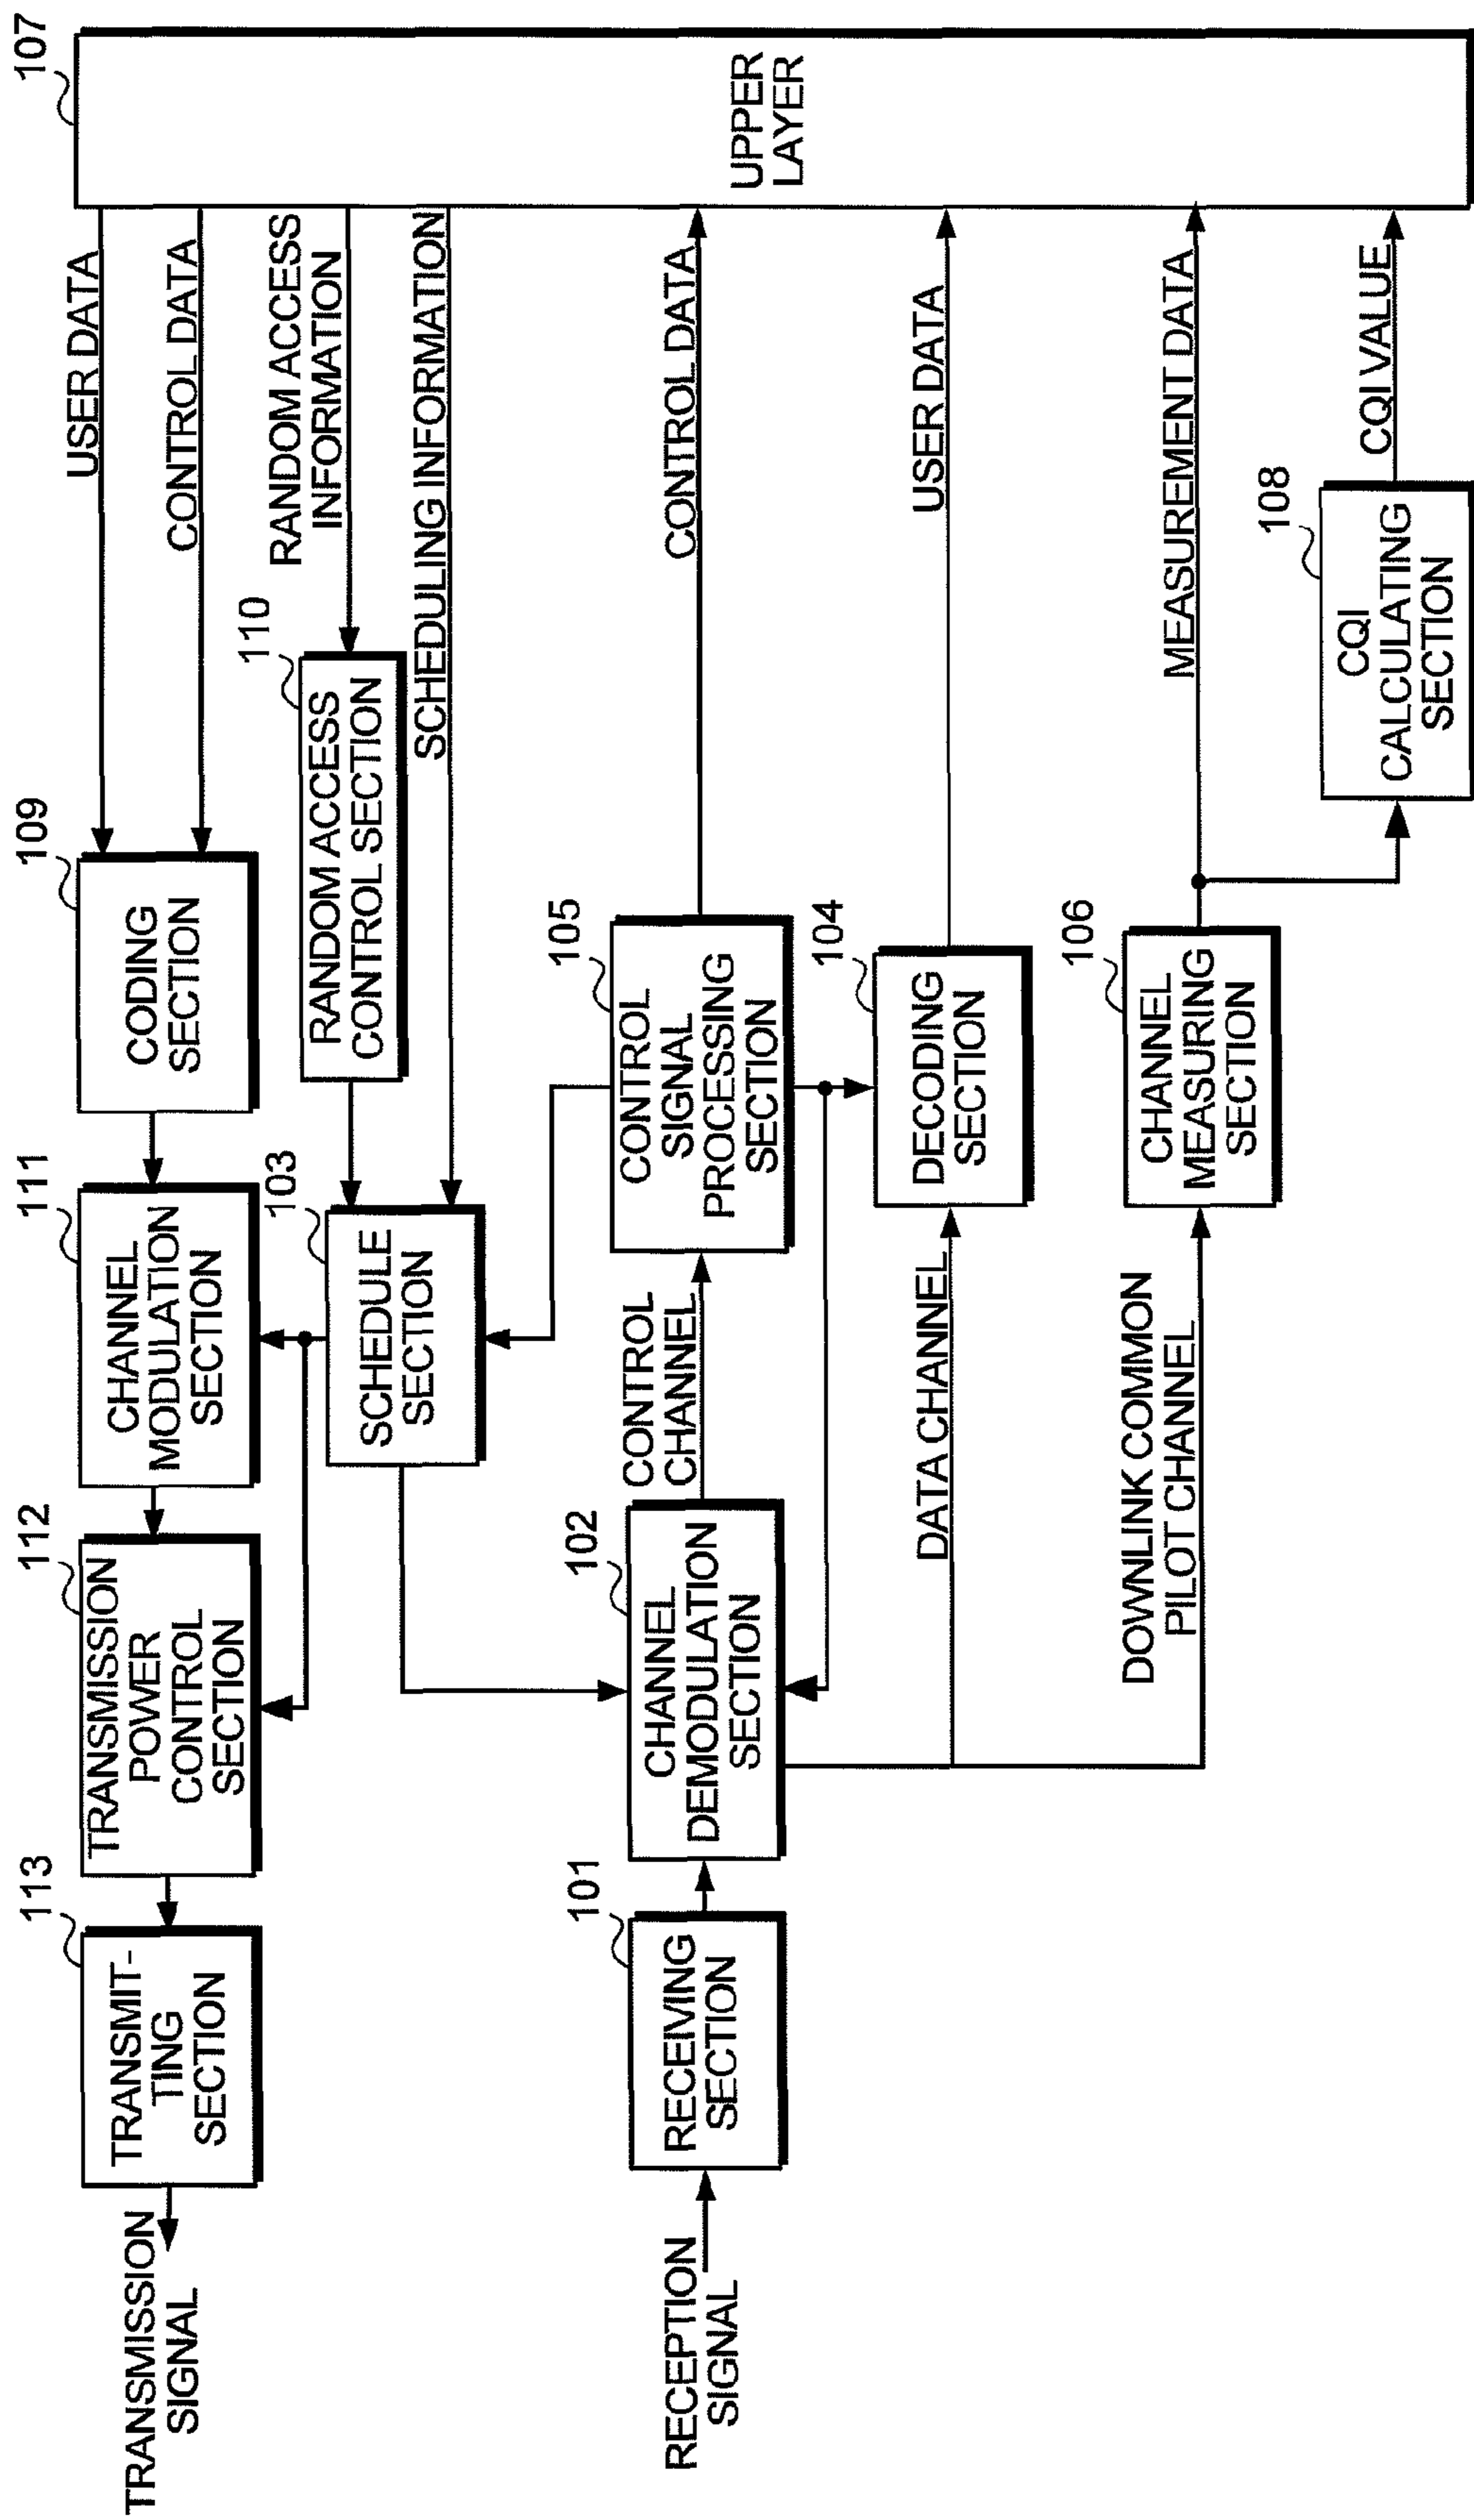 107
UPPER
LAYER
USER DATA
CONTROL DATA
RANDOM ACCESS
INFORMATION
SCHEDULING INFORMATION
CONTROL DATA
USER DATA
MEASUREMENT DATA
CQI VALUE
108
CQI
CALCULATING
SECTION
109
CODING
SECTION
110
RANDOM ACCESS
CONTROL SECTION
111
CHANNEL
MODULATION
SECTION
103
SCHEDULE
SECTION
105
CONTROL
SIGNAL
PROCESSING
SECTION
104
DECODING
SECTION
106
CHANNEL
MEASURING
SECTION
112
TRANSMISSION
POWER
CONTROL
SECTION
CONTROL
CHANNEL
DATA CHANNEL
DOWNLINK COMMON
PILOT CHANNEL
102
CHANNEL
DEMODULATION
SECTION
113
TRANSMIT-
TING
SECTION
101
RECEIVING
SECTION
TRANSMISSION
SIGNAL
RECEPTION
SIGNAL